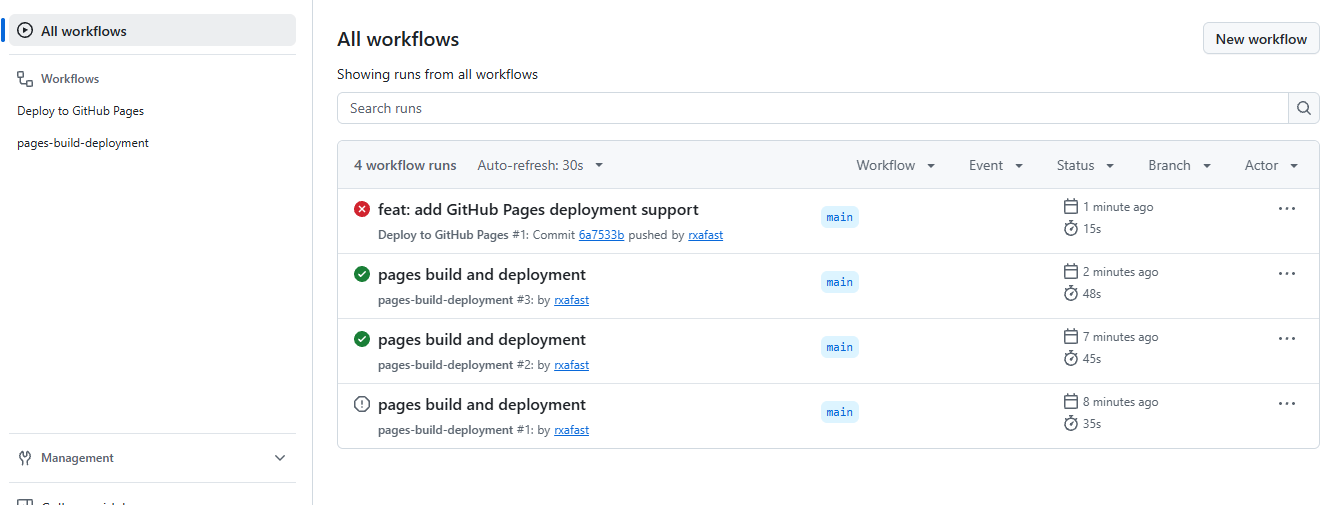 All workflows
Workflows
Deploy to GitHub Pages
pages-build-deployment
Management
All workflows
New workflow
Showing runs from all workflows
Search runs
4 workflow runs Auto-refresh: 30s Workflow Event Status Branch Actor
feat: add GitHub Pages deployment support main 1 minute ago
Deploy to GitHub Pages #1: Commit 6a7533b pushed by rxafast 15s
pages build and deployment main 2 minutes ago
pages-build-deployment #3: by rxafast 48s
pages build and deployment main 7 minutes ago
pages-build-deployment #2: by rxafast 45s
pages build and deployment main 8 minutes ago
pages-build-deployment #1: by rxafast 35s